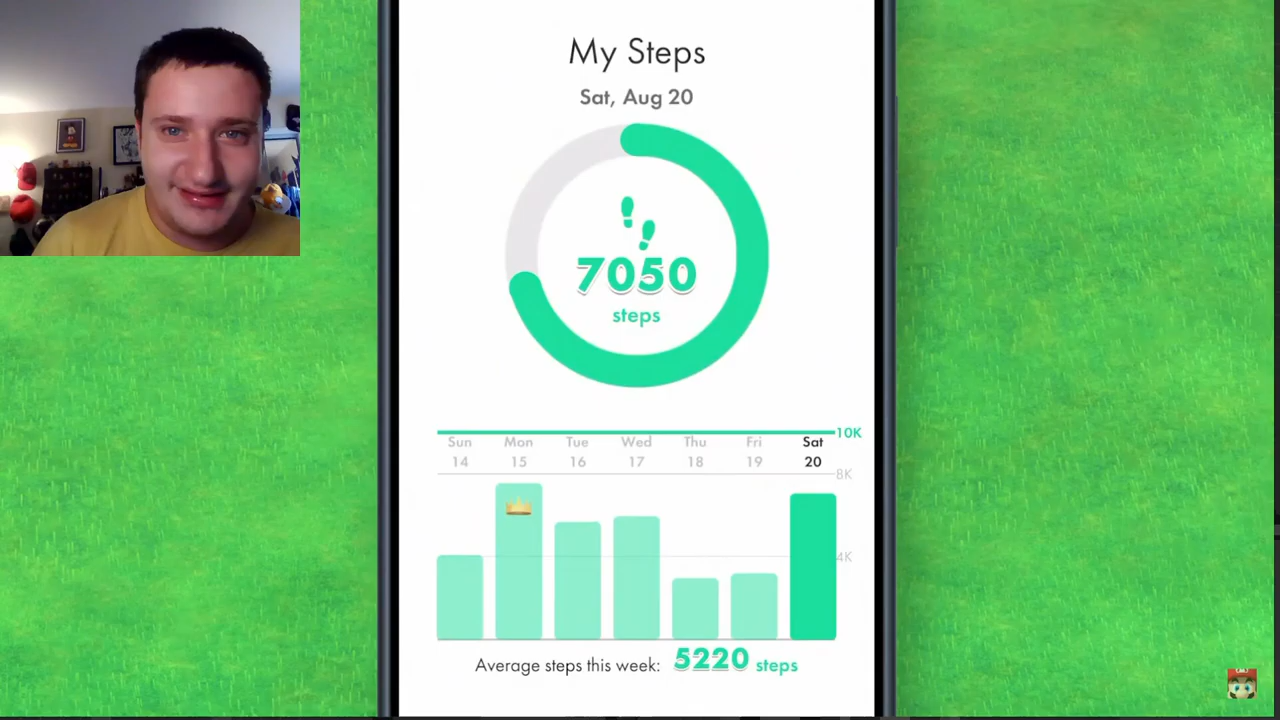 My Steps
Sat, Aug 20
7050
steps
10K
Sun Mon Tue Wed Thu Fri Sat
14 15 16 17 18 19 20
8K
4K
Average steps this week: 5220 steps